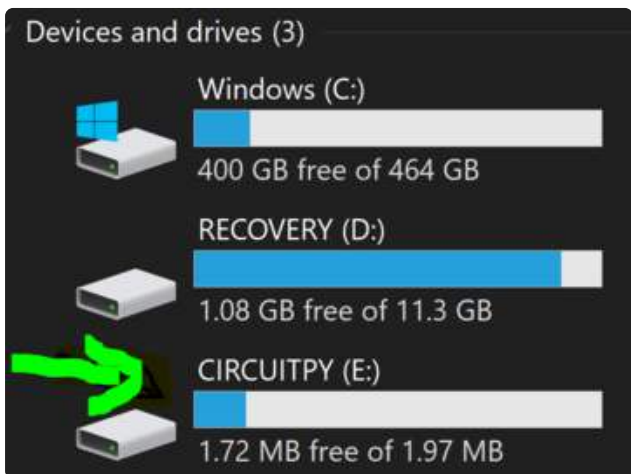 Devices and drives (3)
Windows (C:)
400 GB free of 464 GB
RECOVERY (D:)
1.08 GB free of 11.3 GB
CIRCUITPY (E:)
1.72 MB free of 1.97 MB